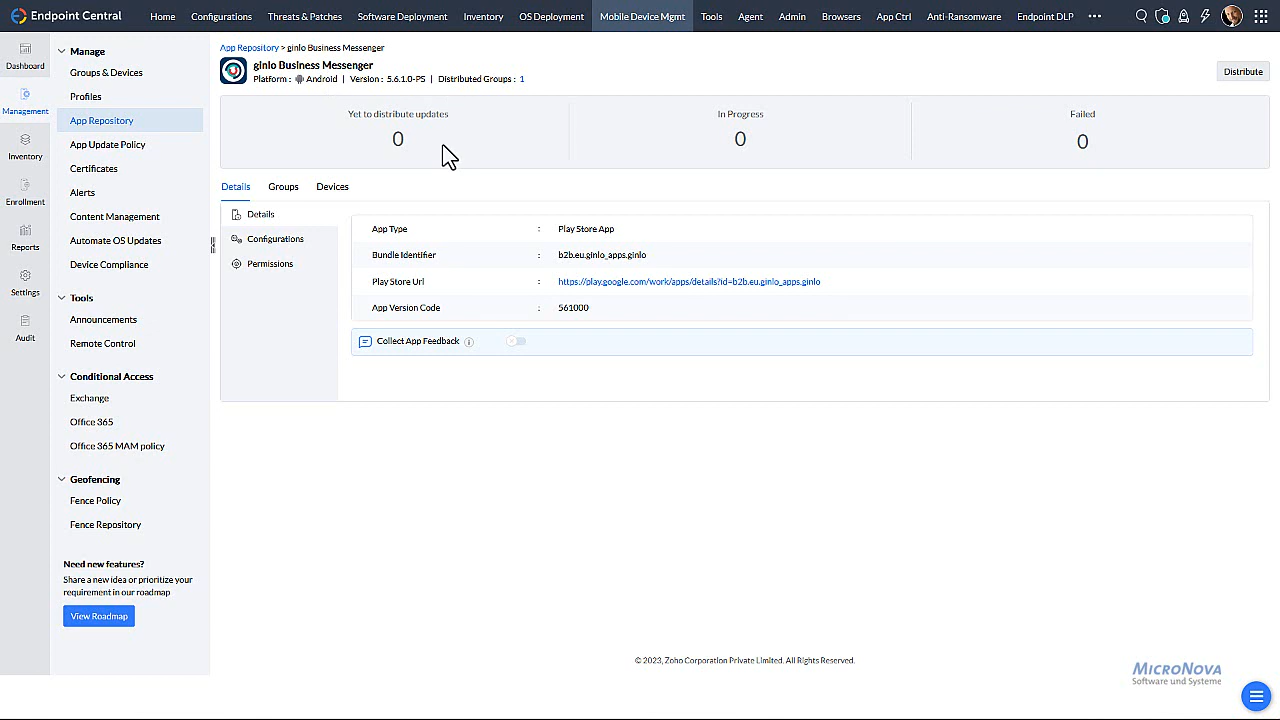 Endpoint Central
Home
Configurations
Threats & Patches
Software Deployment
Inventory
OS Deployment
Mobile Device Mgmt
Tools
Agent
Admin
Browsers
App Ctrl
Anti-Ransomware
Endpoint DLP
Dashboard
Management
Inventory
Enrollment
Reports
Settings
Audit
Manage
Groups & Devices
Profiles
App Repository
App Update Policy
Certificates
Alerts
Content Management
Automate OS Updates
Device Compliance
Tools
Announcements
Remote Control
Conditional Access
Exchange
Office 365
Office 365 MAM policy
Geofencing
Fence Policy
Fence Repository
Need new features?
Share a new idea or prioritize your
requirement in our roadmap
View Roadmap
App Repository > ginlo Business Messenger
ginlo Business Messenger
Platform : Android | Version : 5.6.1.0-PS | Distributed Groups : 1
Distribute
Yet to distribute updates
0
In Progress
0
Failed
0
Details
Groups
Devices
Details
Configurations
Permissions
App Type : Play Store App
Bundle Identifier : b2b.eu.ginlo_apps.ginlo
Play Store Url : https://play.google.com/work/apps/details?id=b2b.eu.ginlo_apps.ginlo
App Version Code : 561000
Collect App Feedback
© 2023, Zoho Corporation Private Limited. All Rights Reserved.
MICRONOVA
Software und Systeme